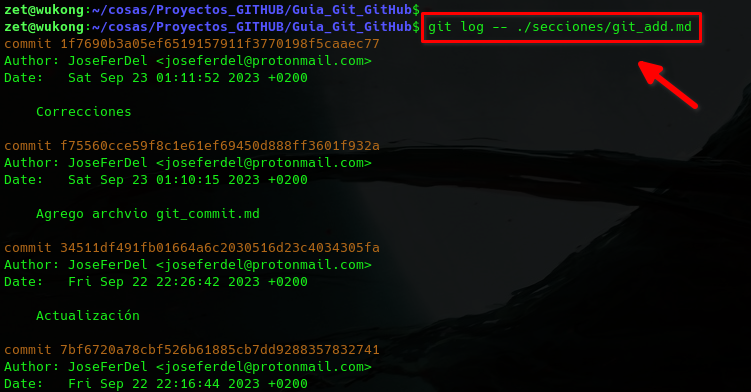 zet@wukong:~/cosas/Proyectos_GITHUB/Guia_Git_GitHub$
zet@wukong:~/cosas/Proyectos_GITHUB/Guia_Git_GitHub$ git log -- ./secciones/git_add.md
commit 1f7690b3a05ef6519157911f3770198f5caaec77
Author: JoseFerDel <joseferdel@protonmail.com>
Date:   Sat Sep 23 01:11:52 2023 +0200
Correcciones
commit f75560cce59f8c1e61ef69450d888ff3601f932a
Author: JoseFerDel <joseferdel@protonmail.com>
Date:   Sat Sep 23 01:10:15 2023 +0200
Agrego archvio git_commit.md
commit 34511df491fb01664a6c2030516d23c4034305fa
Author: JoseFerDel <joseferdel@protonmail.com>
Date:   Fri Sep 22 22:26:42 2023 +0200
Actualización
commit 7bf6720a78cbf526b61885cb7dd9288357832741
Author: JoseFerDel <joseferdel@protonmail.com>
Date:   Fri Sep 22 22:16:44 2023 +0200